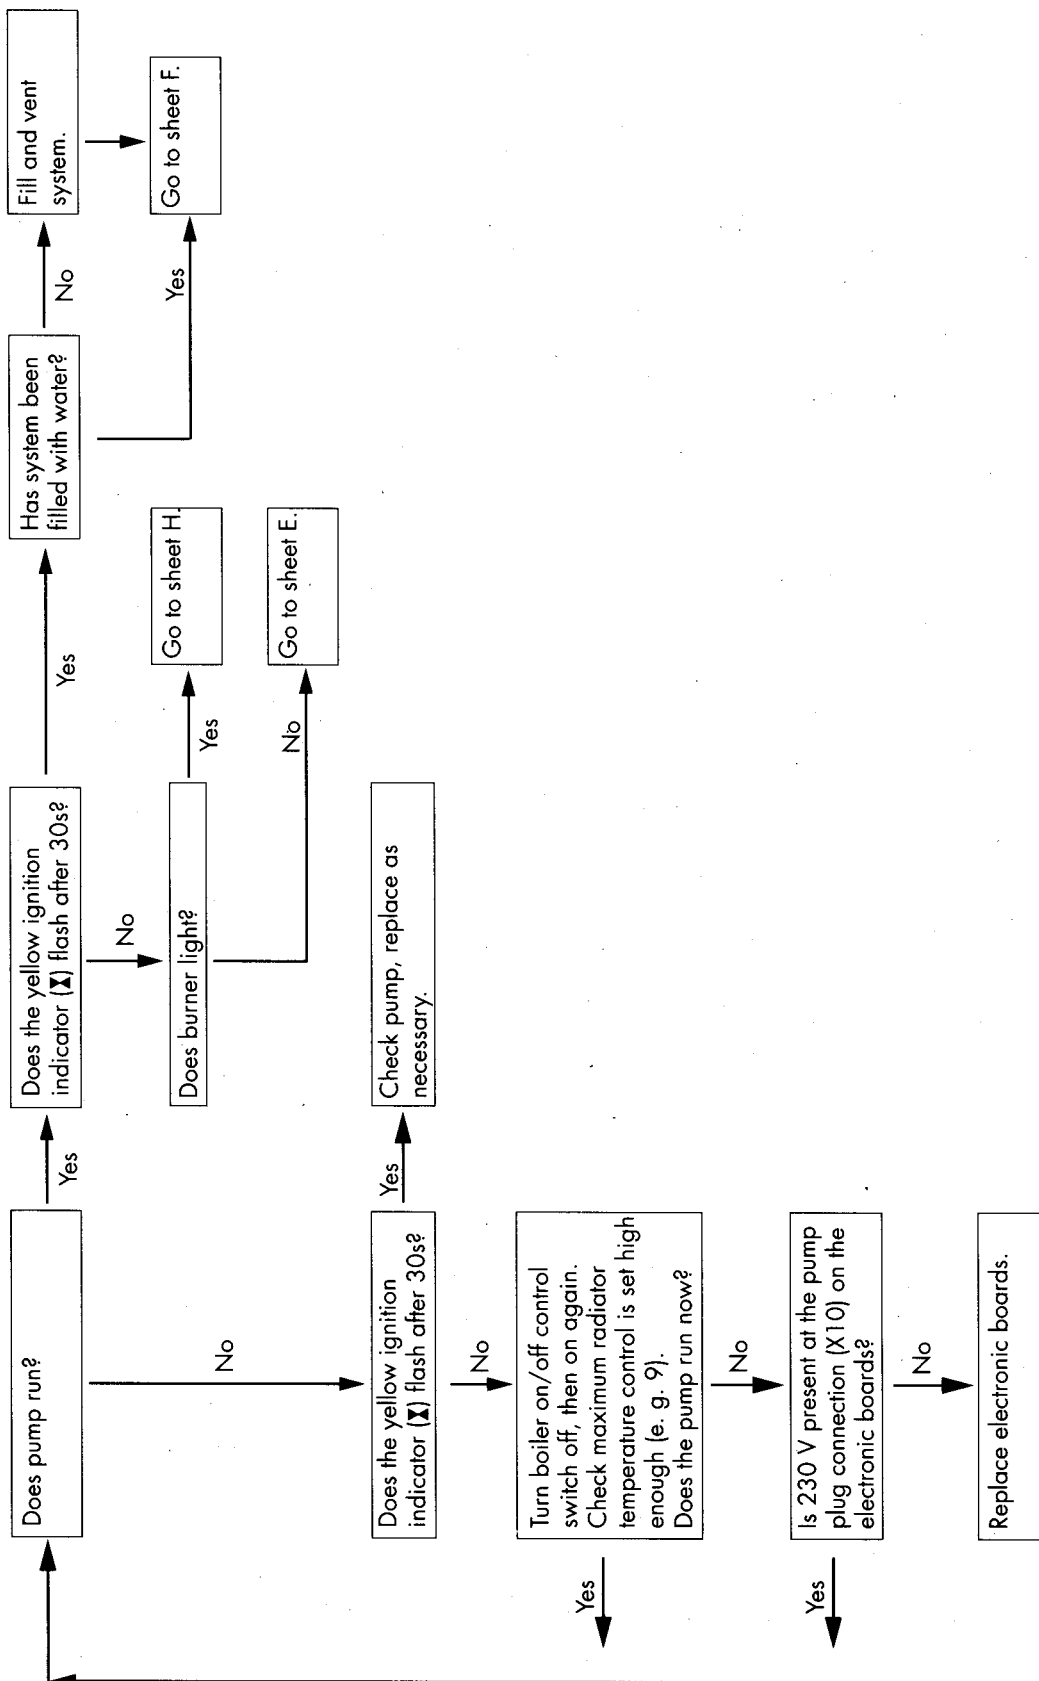 Does pump run?
Yes
Does the yellow ignition
indicator (⧗) flash after 30s?
Yes
Has system been
filled with water?
No
Fill and vent
system.
Yes
Go to sheet F.
No
Does burner light?
Yes
Go to sheet H.
No
Go to sheet E.
No
Does the yellow ignition
indicator (⧗) flash after 30s?
Yes
Check pump, replace as
necessary.
No
Turn boiler on/off control
switch off, then on again.
Check maximum radiator
temperature control is set high
enough (e. g. 9).
Does the pump run now?
Yes
No
Is 230 V present at the pump
plug connection (X10) on the
electronic boards?
Yes
No
Replace electronic boards.